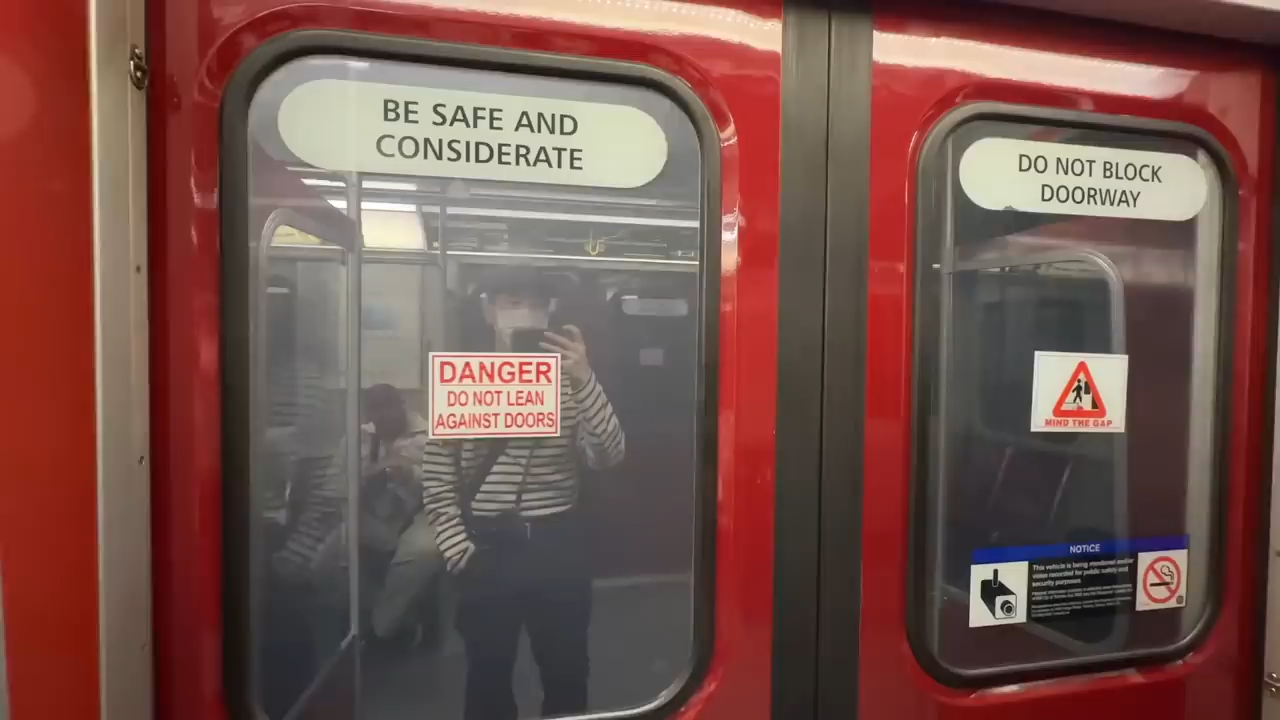 BE SAFE AND
CONSIDERATE
DANGER
DO NOT LEAN
AGAINST DOORS
DO NOT BLOCK
DOORWAY
MIND THE GAP
NOTICE
This vehicle is being monitored and/or
video recorded for public safety and
security purposes.